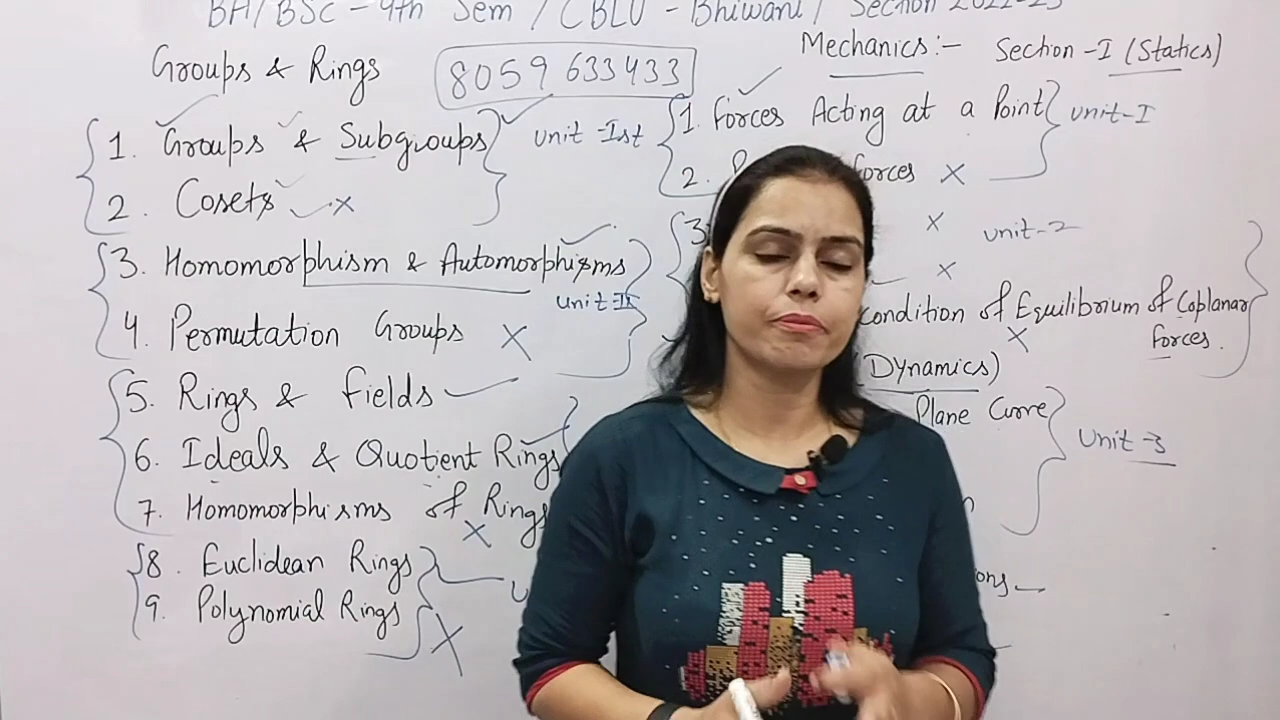 BA/BSc - 4th Sem / CBLU - Bhiwani / Section 2022-23
Groups & Rings
8059 633433
1. Groups & Subgroups
Unit - Ist
2. Cosets
3. Homomorphism & Automorphisms
Unit - II
4. Permutation Groups
5. Rings & Fields
6. Ideals & Quotient Rings
7. Homomorphisms of Rings
8. Euclidean Rings
9. Polynomial Rings
Mechanics:- Section - I (Statics)
1. Forces Acting at a Point
unit - I
2. forces
3
unit - 2
condition of Equilibrium of Coplanar
Forces.
(Dynamics)
Plane Curve
Unit - 3